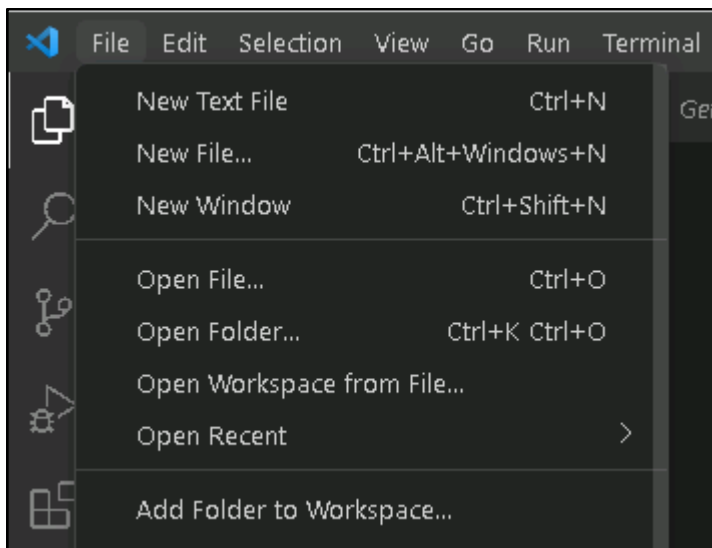 File Edit Selection View Go Run Terminal
New Text File Ctrl+N
New File... Ctrl+Alt+Windows+N
New Window Ctrl+Shift+N
Open File... Ctrl+O
Open Folder... Ctrl+K Ctrl+O
Open Workspace from File...
Open Recent
Add Folder to Workspace...